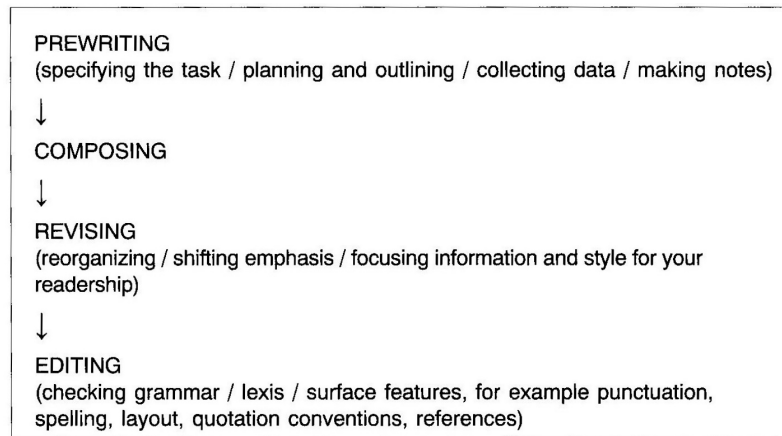 PREWRITING
(specifying the task / planning and outlining / collecting data / making notes)
↓
COMPOSING
↓
REVISING
(reorganizing / shifting emphasis / focusing information and style for your
readership)
↓
EDITING
(checking grammar / lexis / surface features, for example punctuation,
spelling, layout, quotation conventions, references)